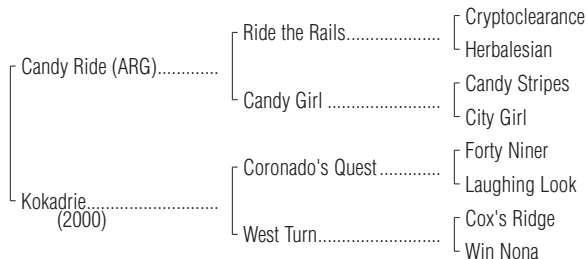 Cryptoclearance
Ride the Rails....................
Herbalesian
Candy Ride (ARG).............
Candy Stripes
Candy Girl ........................
City Girl
Forty Niner
Coronado's Quest .............
Laughing Look
Kokadrie............................
(2000)
Cox's Ridge
West Turn..........................
Win Nona